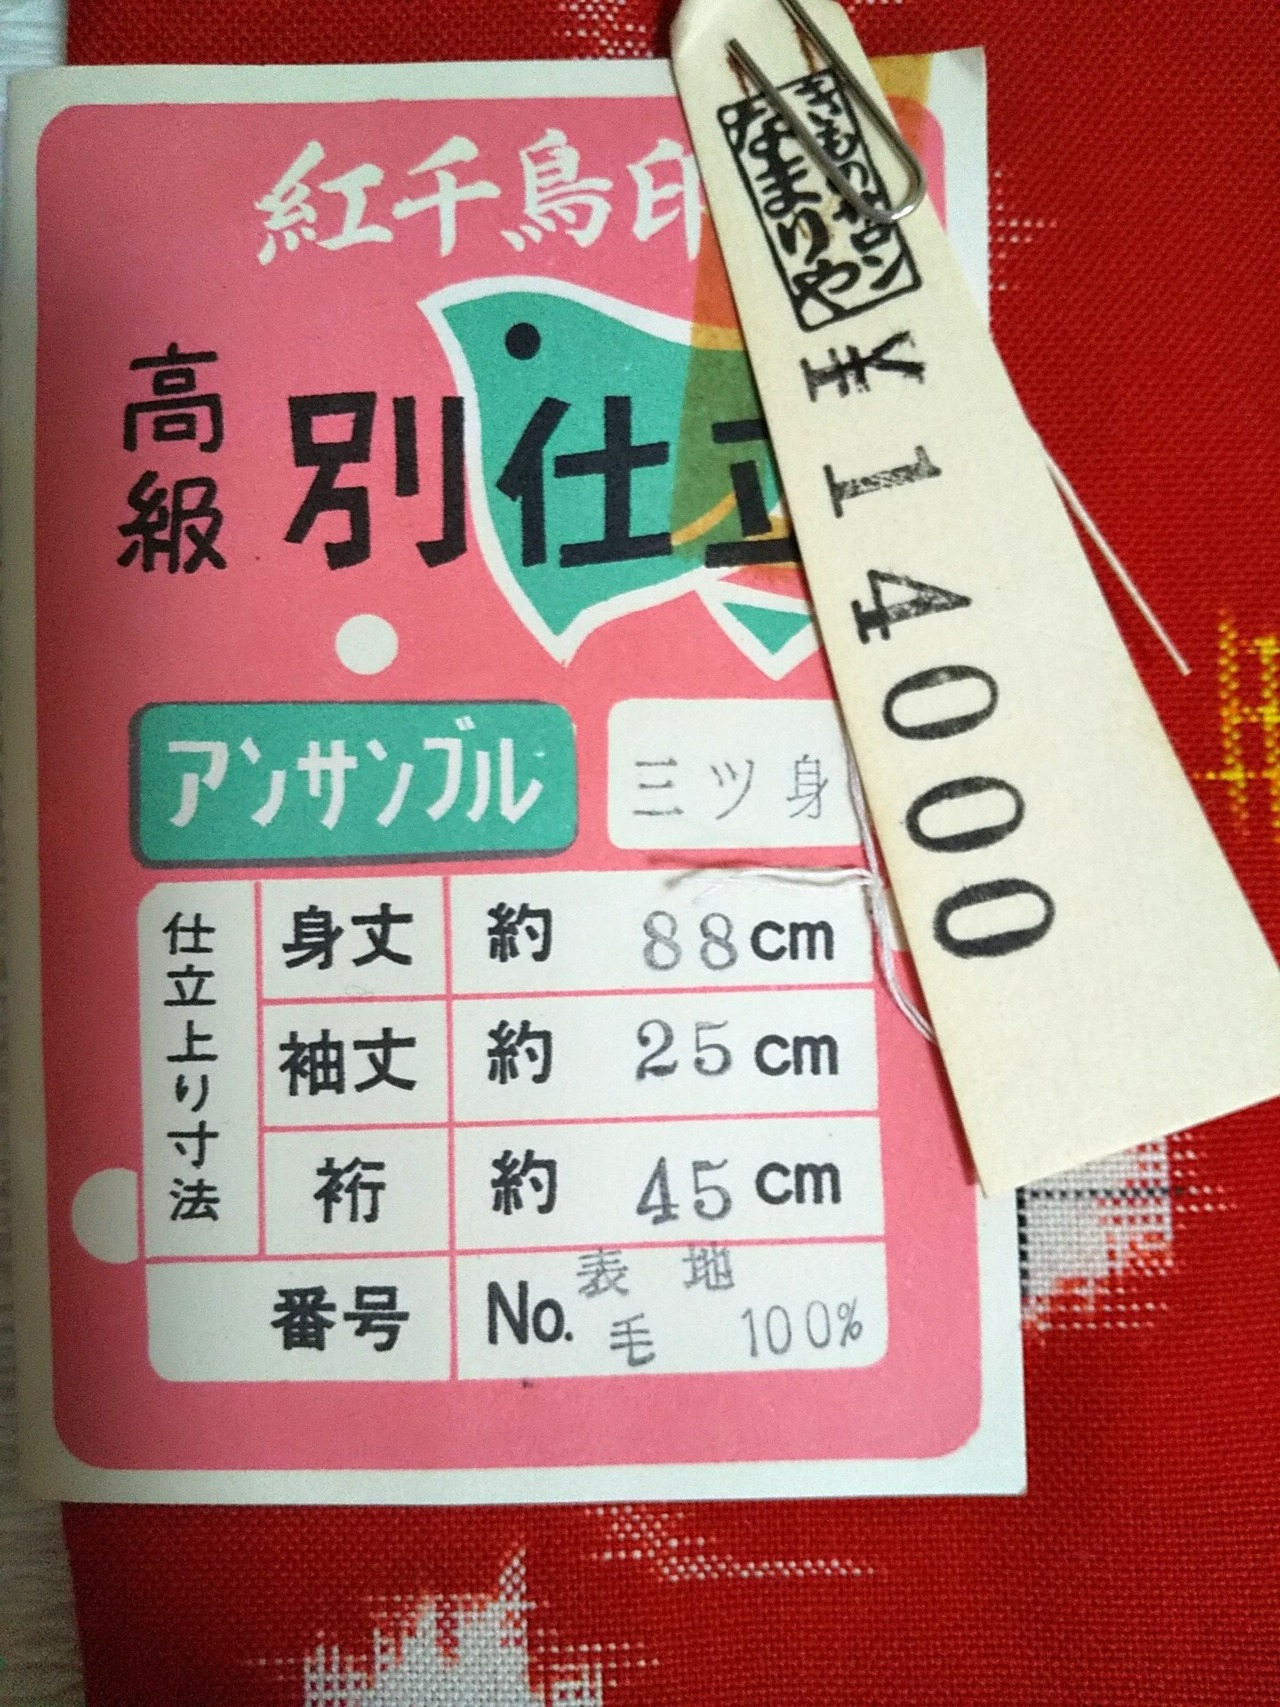 紅千鳥印
高級
別仕立
アンサンブル
三ツ身
仕立上り寸法
身丈 約 88cm
袖丈 約 25cm
裄 約 45cm
番号 No.
表地
毛 100%
きものサロン
なまりや
¥14000